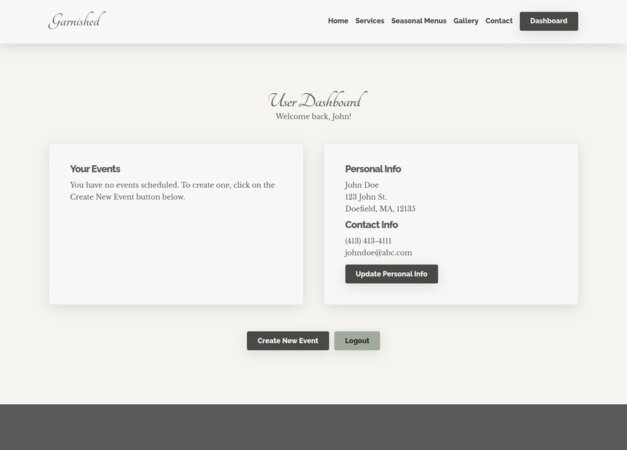 Garnished
Home Services Seasonal Menus Gallery Contact Dashboard
User Dashboard
Welcome back, John!
Your Events
You have no events scheduled. To create one, click on the
Create New Event button below.
Personal Info
John Doe
123 John St.
Doefield, MA, 12135
Contact Info
(413) 413-4111
johndoe@abc.com
Update Personal Info
Create New Event Logout